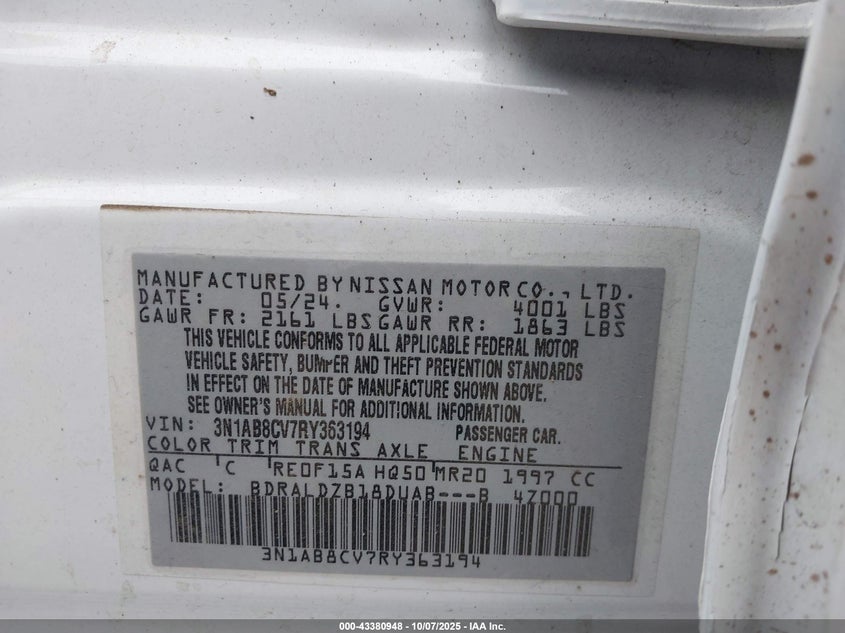 MANUFACTURED BY NISSAN MOTOR CO., LTD.
DATE: 05/24. GVWR: 4001 LBS
GAWR FR: 2161 LBS GAWR RR: 1863 LBS
THIS VEHICLE CONFORMS TO ALL APPLICABLE FEDERAL MOTOR
VEHICLE SAFETY, BUMPER AND THEFT PREVENTION STANDARDS
IN EFFECT ON THE DATE OF MANUFACTURE SHOWN ABOVE.
SEE OWNER'S MANUAL FOR ADDITIONAL INFORMATION.
VIN: 3N1AB8CV7RY363194 PASSENGER CAR.
COLOR TRIM TRANS AXLE ENGINE
QAC C RE0F15A HQ50 MR20 1997 CC
MODEL: BDRALDZB18DUAB---B 4Z000
3N1AB8CV7RY363194
000-43380948 - 10/07/2025 - IAA Inc.